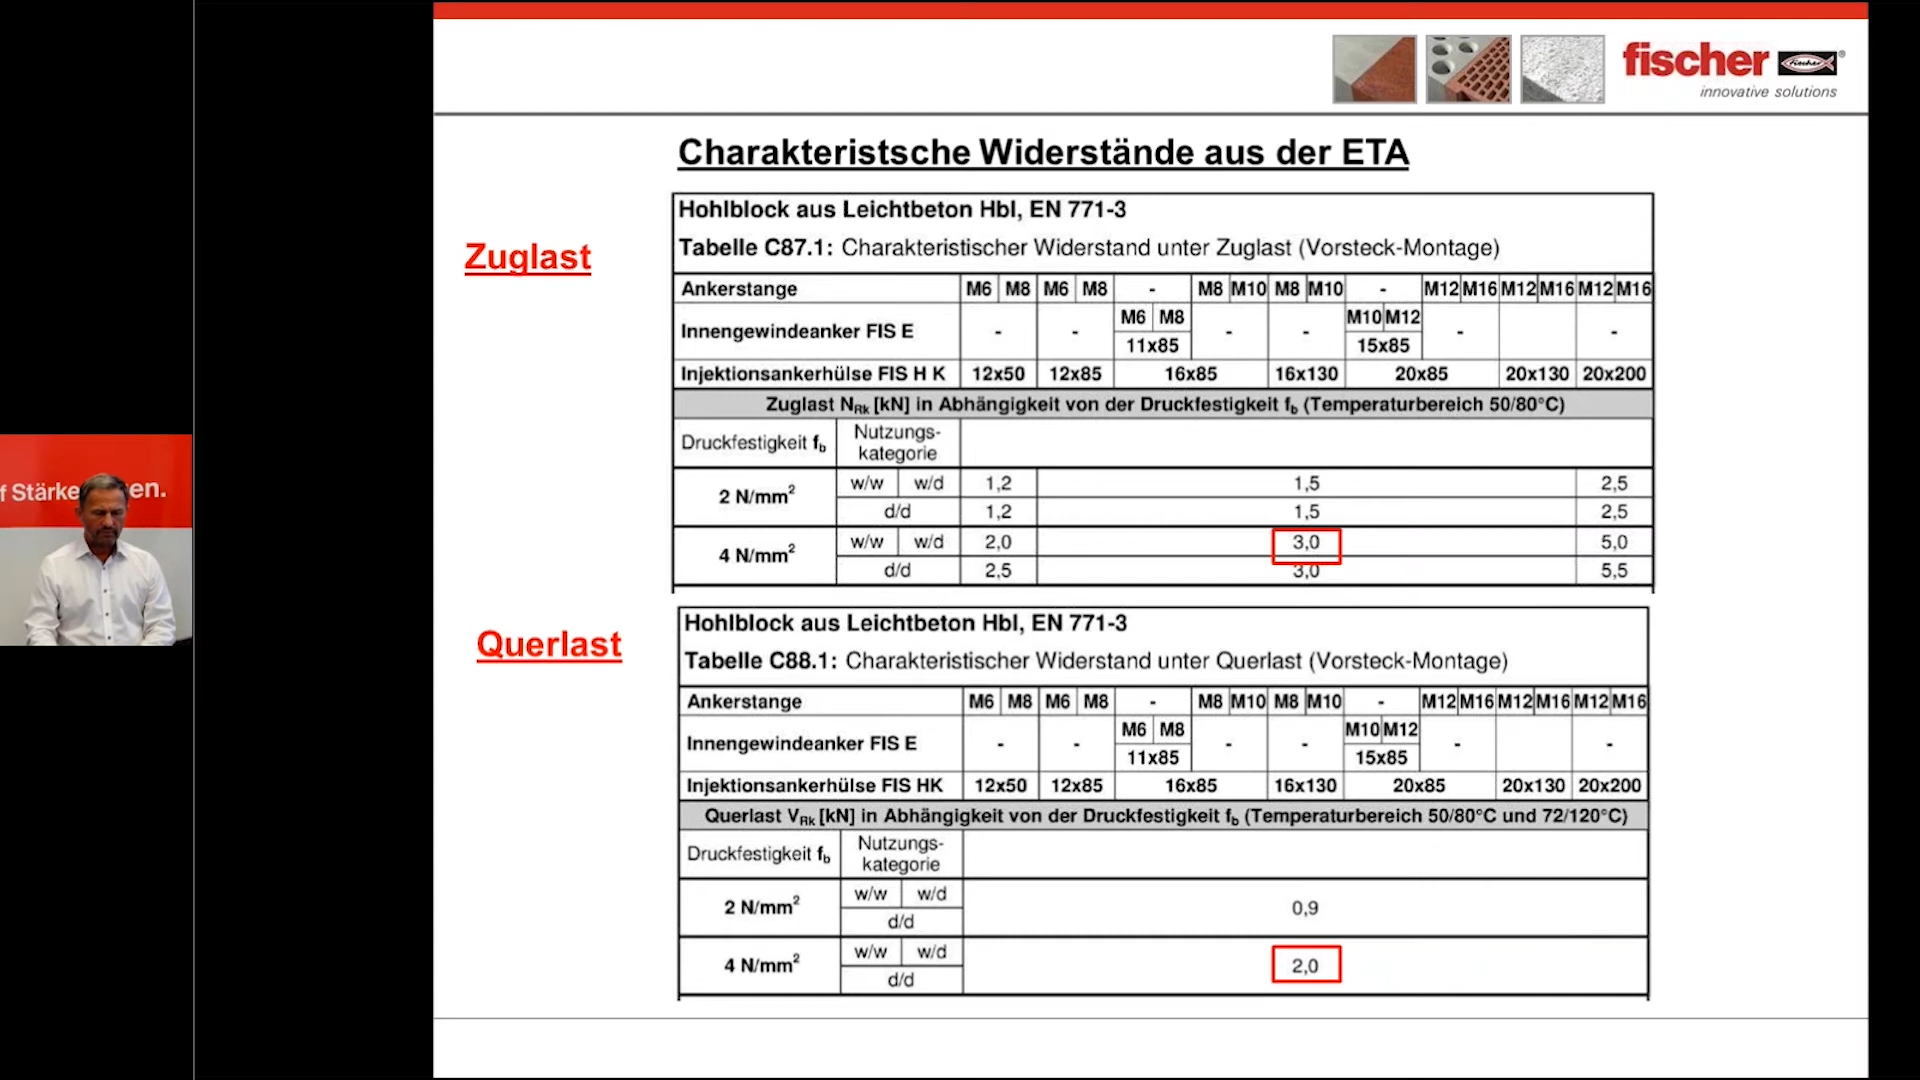 fischer
innovative solutions
Charakteristsche Widerstände aus der ETA
Zuglast
Hohlblock aus Leichtbeton Hbl, EN 771-3
Tabelle C87.1: Charakteristischer Widerstand unter Zuglast (Vorsteck-Montage)
Ankerstange M6 M8 M6 M8 - M8 M10 M8 M10 - M12 M16 M12 M16 M12 M16
Innengewindeanker FIS E - - M6 M8 - - M10 M12 - -
11x85 15x85
Injektionsankerhülse FIS H K 12x50 12x85 16x85 16x130 20x85 20x130 20x200
Zuglast NRk [kN] in Abhängigkeit von der Druckfestigkeit fb (Temperaturbereich 50/80°C)
Druckfestigkeit fb Nutzungs-
kategorie
2 N/mm² w/w w/d 1,2 1,5 2,5
d/d 1,2 1,5 2,5
4 N/mm² w/w w/d 2,0 3,0 5,0
d/d 2,5 3,0 5,5
f Stärke en.
Querlast
Hohlblock aus Leichtbeton Hbl, EN 771-3
Tabelle C88.1: Charakteristischer Widerstand unter Querlast (Vorsteck-Montage)
Ankerstange M6 M8 M6 M8 - M8 M10 M8 M10 - M12 M16 M12 M16 M12 M16
Innengewindeanker FIS E - - M6 M8 - - M10 M12 - -
11x85 15x85
Injektionsankerhülse FIS HK 12x50 12x85 16x85 16x130 20x85 20x130 20x200
Querlast VRk [kN] in Abhängigkeit von der Druckfestigkeit fb (Temperaturbereich 50/80°C und 72/120°C)
Druckfestigkeit fb Nutzungs-
kategorie
2 N/mm² w/w w/d 0,9
d/d
4 N/mm² w/w w/d 2,0
d/d